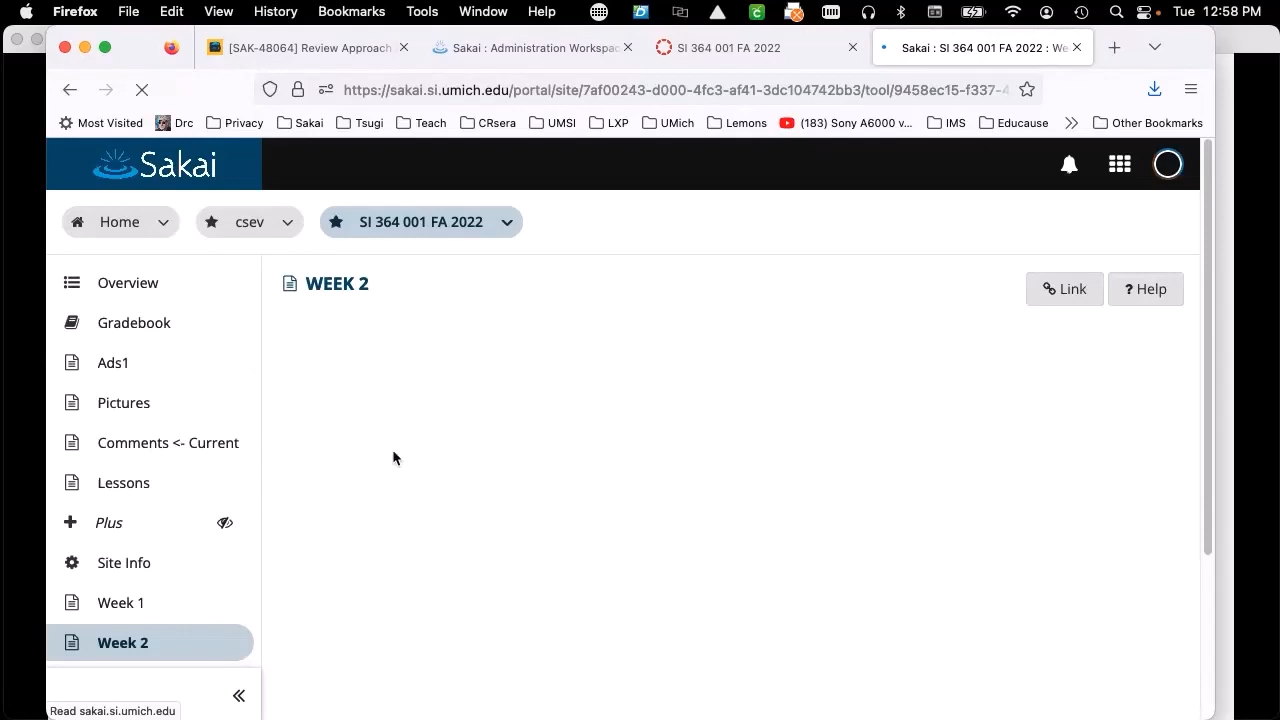 Firefox File Edit View History Bookmarks Tools Window Help Tue 12:58 PM
[SAK-48064] Review Approach Sakai : Administration Workspac SI 364 001 FA 2022 Sakai : SI 364 001 FA 2022 : We
https://sakai.si.umich.edu/portal/site/7af00243-d000-4fc3-af41-3dc104742bb3/tool/9458ec15-f337-4
Most Visited Drc Privacy Sakai Tsugi Teach CRsera UMSI LXP UMich Lemons (183) Sony A6000 v... IMS Educause Other Bookmarks
Sakai
Home csev SI 364 001 FA 2022
Overview
WEEK 2
Link ? Help
Gradebook
Ads1
Pictures
Comments <- Current
Lessons
Plus
Site Info
Week 1
Week 2
Read sakai.si.umich.edu